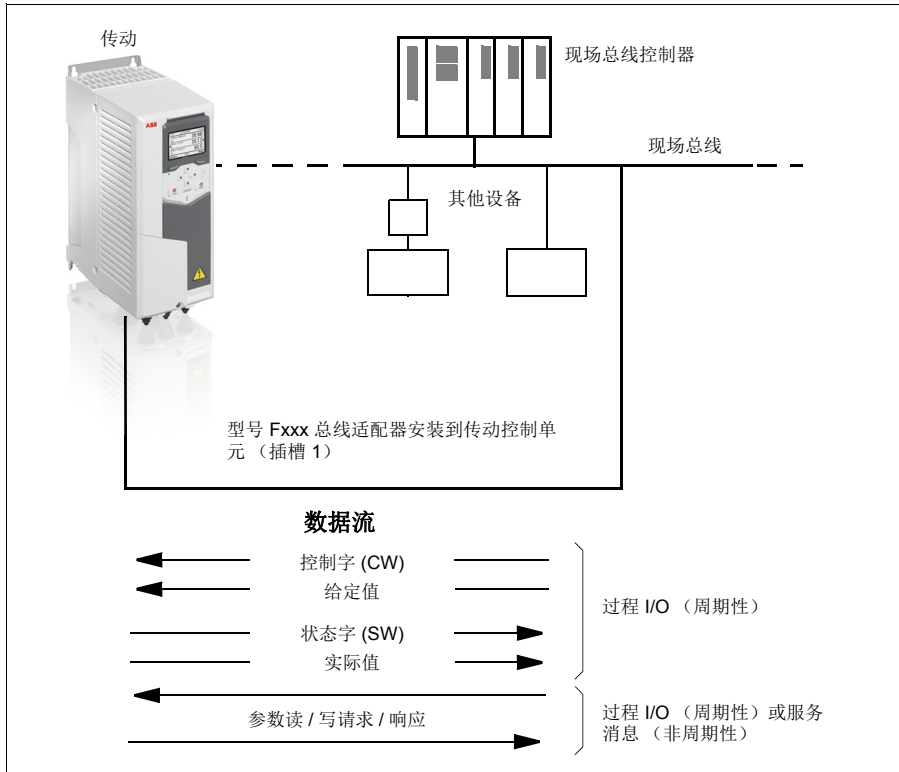 传动
现场总线控制器
ABB
现场总线
其他设备
型号 Fxxx 总线适配器安装到传动控制单
元 （插槽 1）
数据流
控制字 (CW)
给定值
过程 I/O （周期性）
状态字 (SW)
实际值
参数读 / 写请求 / 响应
过程 I/O （周期性）或服务
消息 （非周期性）